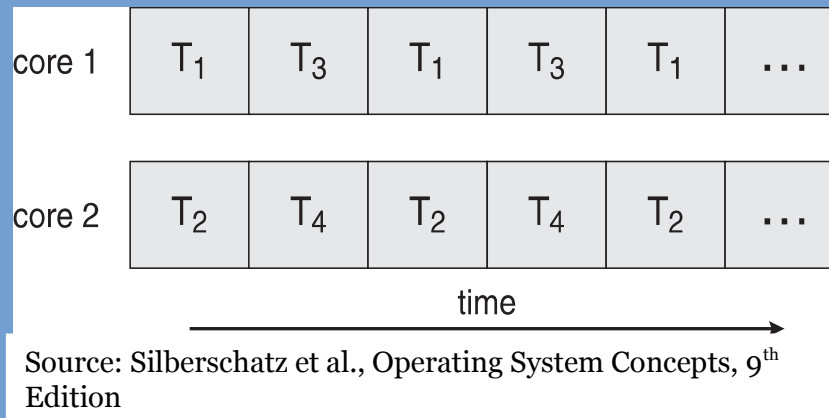 core 1 T₁ T₃ T₁ T₃ T₁ ...
core 2 T₂ T₄ T₂ T₄ T₂ ...
time
Source: Silberschatz et al., Operating System Concepts, 9th
Edition